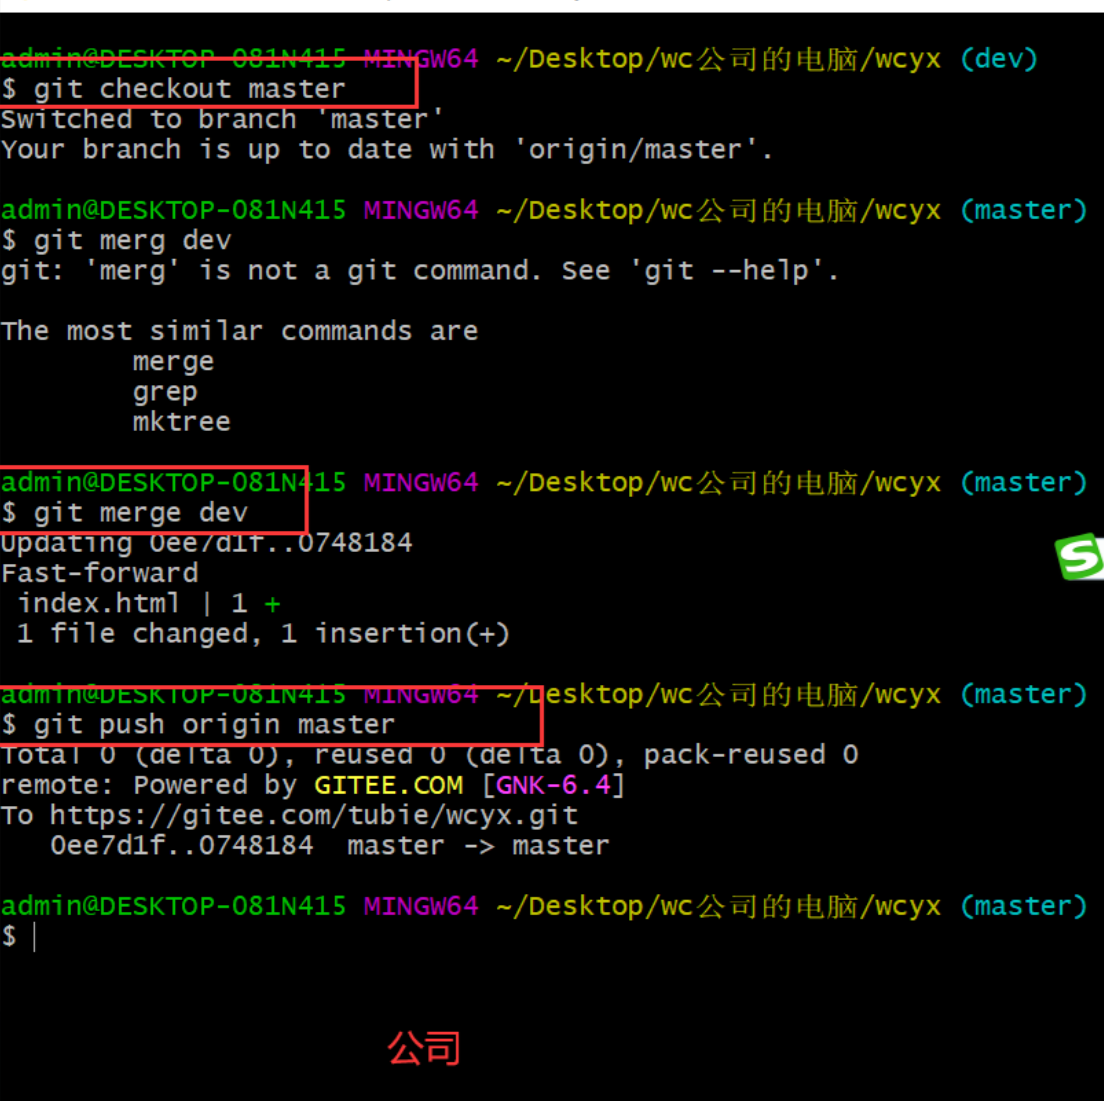 admin@DESKTOP-081N415 MINGW64 ~/Desktop/wc公司的电脑/wcyx (dev)
$ git checkout master
Switched to branch 'master'
Your branch is up to date with 'origin/master'.
admin@DESKTOP-081N415 MINGW64 ~/Desktop/wc公司的电脑/wcyx (master)
$ git merg dev
git: 'merg' is not a git command. See 'git --help'.
The most similar commands are
merge
grep
mktree
admin@DESKTOP-081N415 MINGW64 ~/Desktop/wc公司的电脑/wcyx (master)
$ git merge dev
Updating 0ee7d1f..0748184
Fast-forward
index.html | 1 +
1 file changed, 1 insertion(+)
admin@DESKTOP-081N415 MINGW64 ~/Desktop/wc公司的电脑/wcyx (master)
$ git push origin master
Total 0 (delta 0), reused 0 (delta 0), pack-reused 0
remote: Powered by GITEE.COM [GNK-6.4]
To https://gitee.com/tubie/wcyx.git
0ee7d1f..0748184  master -> master
admin@DESKTOP-081N415 MINGW64 ~/Desktop/wc公司的电脑/wcyx (master)
$
公司